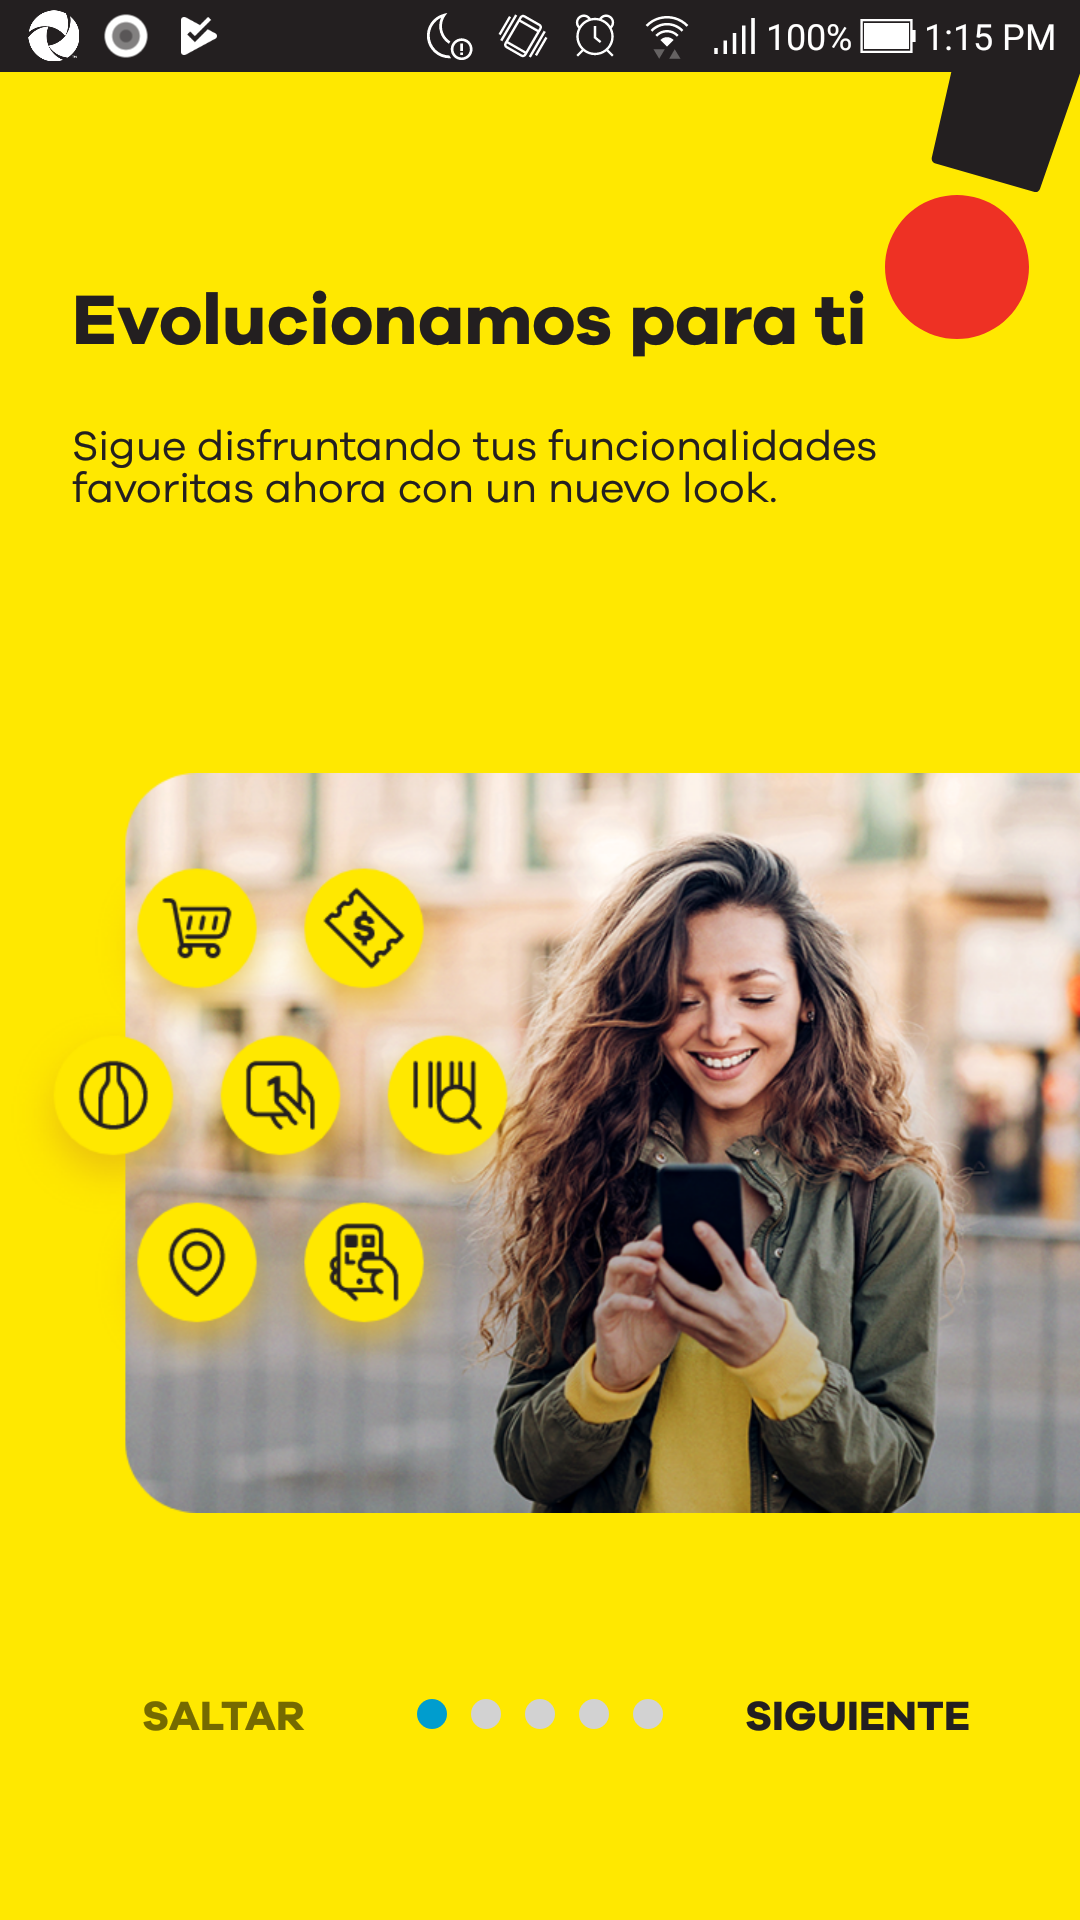 100% 1:15 PM
Evolucionamos para ti
Sigue disfruntando tus funcionalidades
favoritas ahora con un nuevo look.
$
1
SALTAR
SIGUIENTE